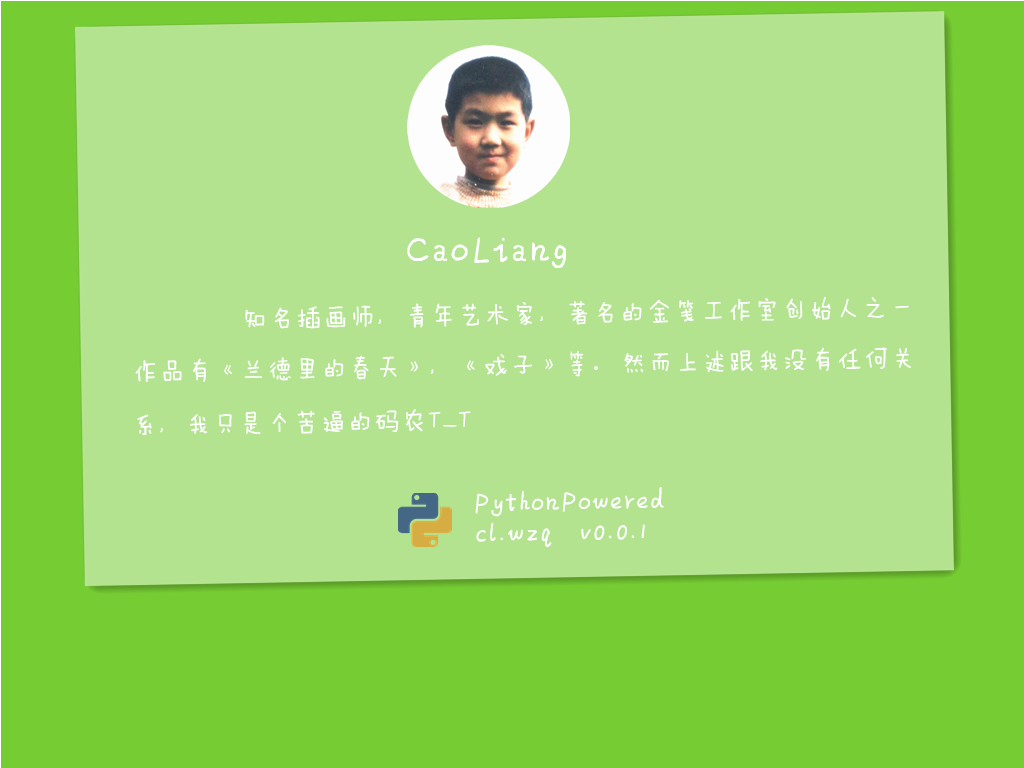 CaoLiang
知名插画师，青年艺术家，著名的金笔工作室创始人之一
作品有《兰德里的春天》，《戏子》等。然而上述跟我没有任何关
系，我只是个苦逼的码农T_T
PythonPowered
cl.wzq v0.0.1